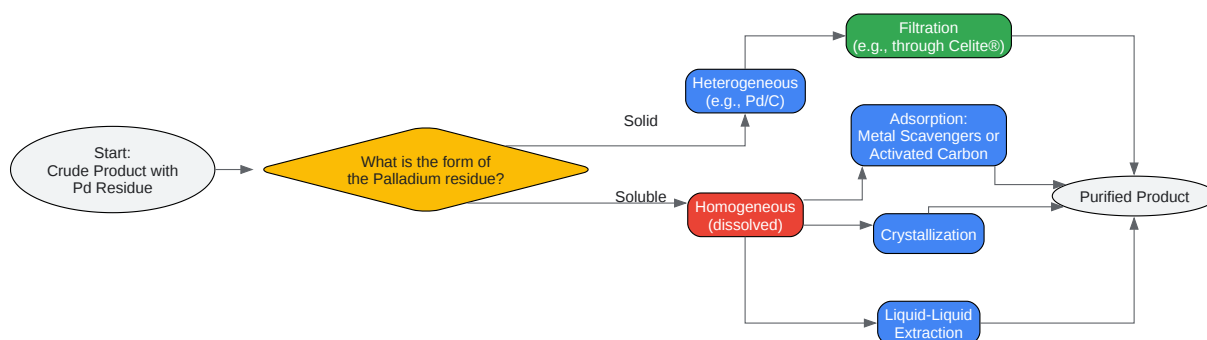 Start:
Crude Product with
Pd Residue
What is the form of
the Palladium residue?
Solid
Soluble
Heterogeneous
(e.g., Pd/C)
Homogeneous
(dissolved)
Filtration
(e.g., through Celite®)
Adsorption:
Metal Scavengers or
Activated Carbon
Crystallization
Liquid-Liquid
Extraction
Purified Product